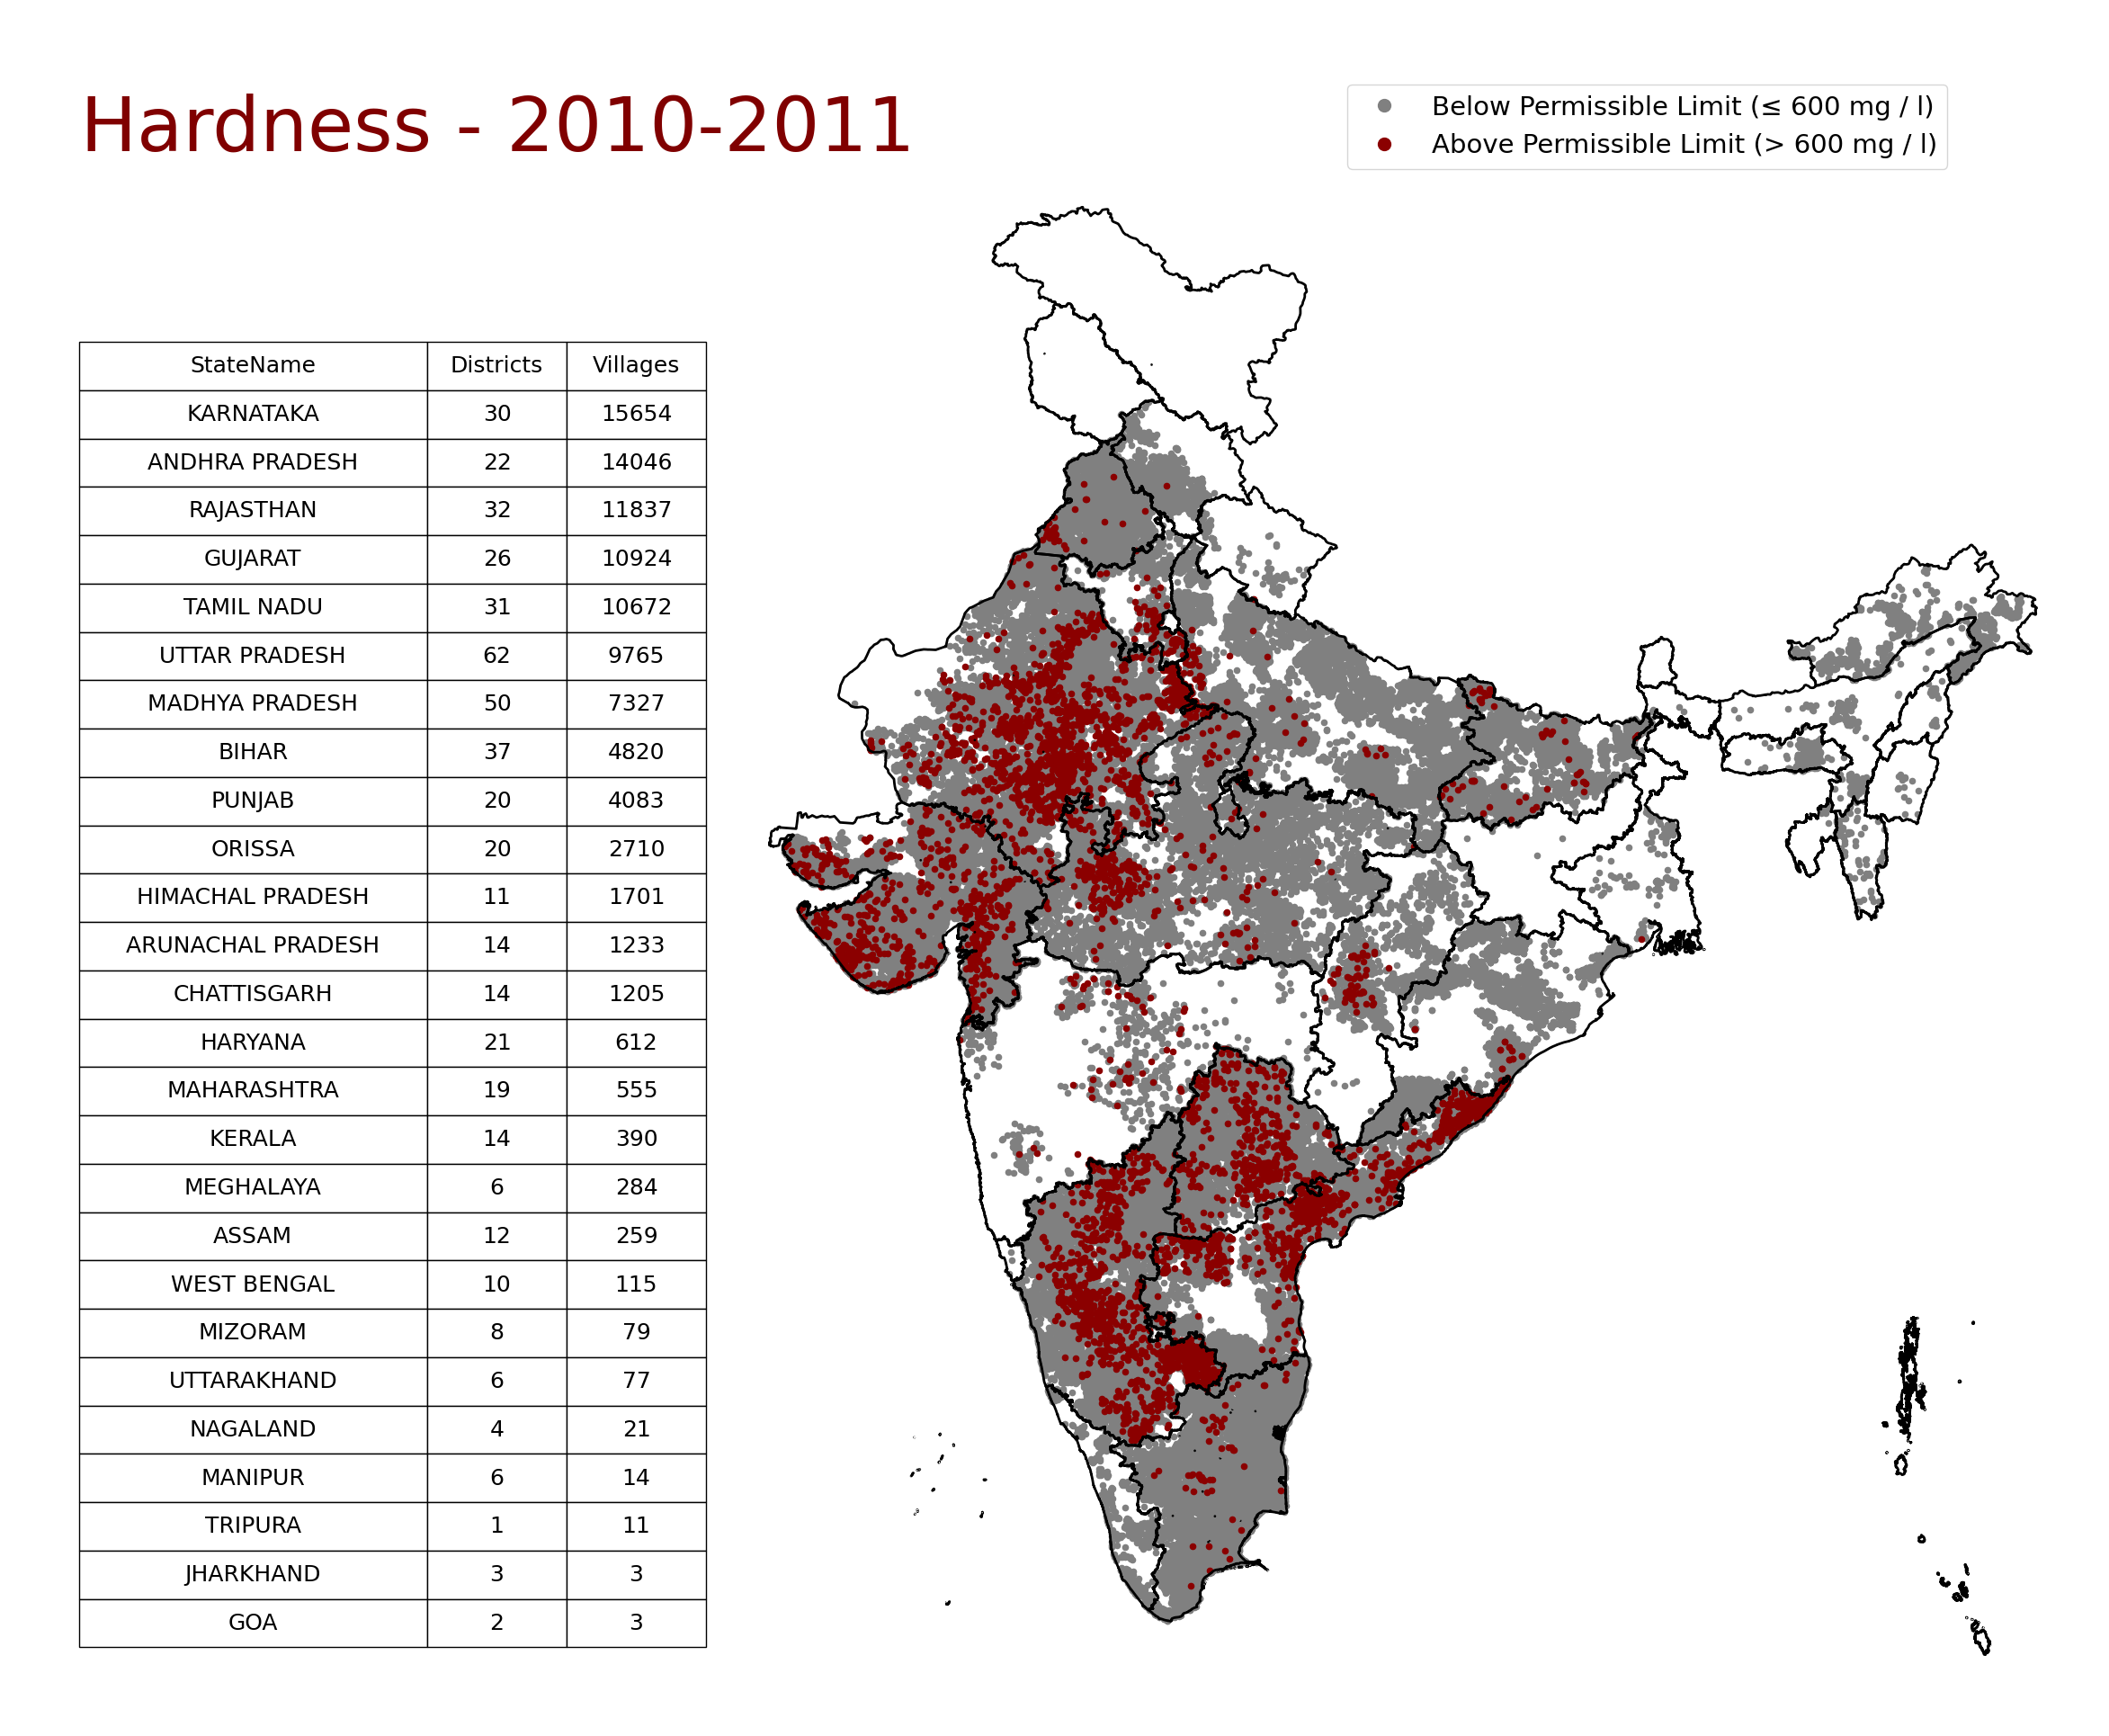 Hardness - 2010-2011
Below Permissible Limit (≤ 600 mg / l)
Above Permissible Limit (> 600 mg / l)
StateName Districts Villages
KARNATAKA 30 15654
ANDHRA PRADESH 22 14046
RAJASTHAN 32 11837
GUJARAT 26 10924
TAMIL NADU 31 10672
UTTAR PRADESH 62 9765
MADHYA PRADESH 50 7327
BIHAR 37 4820
PUNJAB 20 4083
ORISSA 20 2710
HIMACHAL PRADESH 11 1701
ARUNACHAL PRADESH 14 1233
CHATTISGARH 14 1205
HARYANA 21 612
MAHARASHTRA 19 555
KERALA 14 390
MEGHALAYA 6 284
ASSAM 12 259
WEST BENGAL 10 115
MIZORAM 8 79
UTTARAKHAND 6 77
NAGALAND 4 21
MANIPUR 6 14
TRIPURA 1 11
JHARKHAND 3 3
GOA 2 3